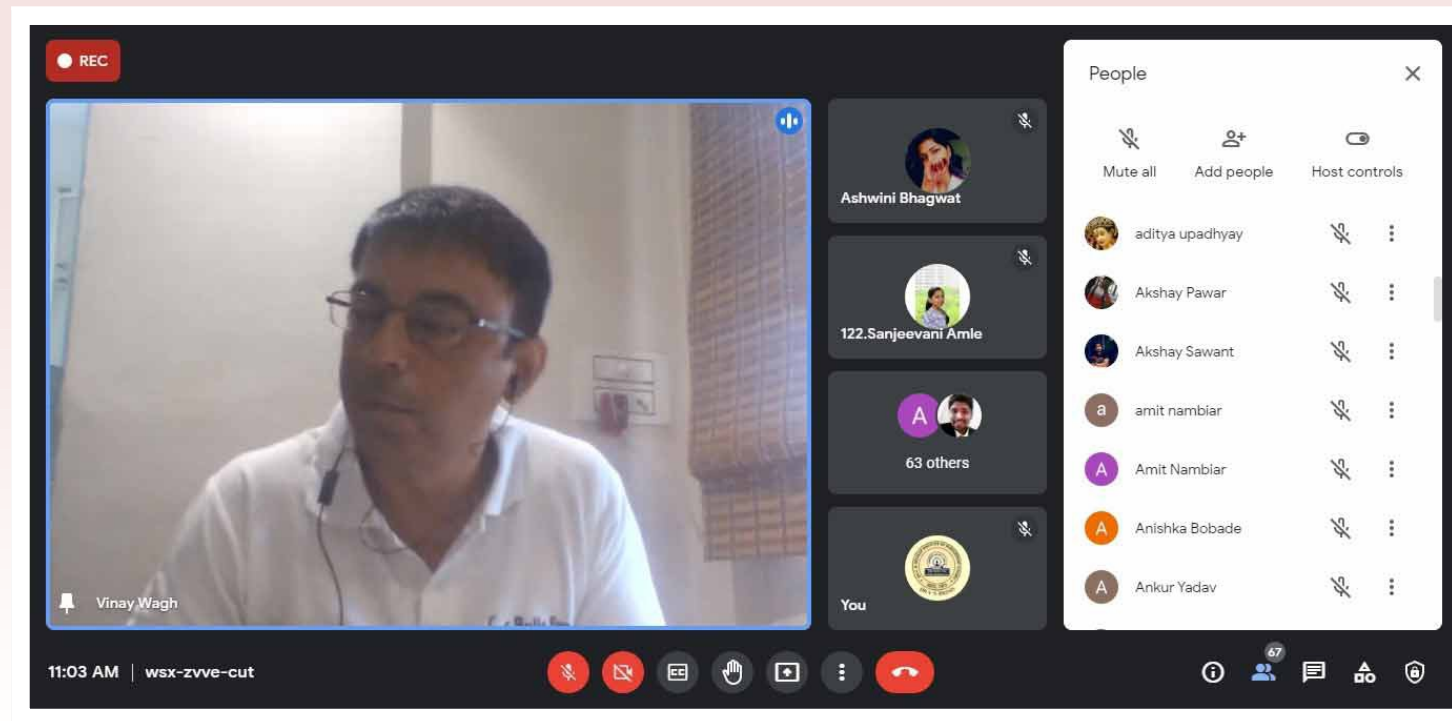 REC
Vinay Wagh
Ashwini Bhagwat
122.Sanjeevani Amle
A
63 others
You
People
Mute all
Add people
Host controls
aditya upadhyay
Akshay Pawar
Akshay Sawant
a
amit nambiar
A
Amit Nambiar
A
Anishka Bobade
A
Ankur Yadav
11:03 AM | wsx-zvve-cut
CC
67